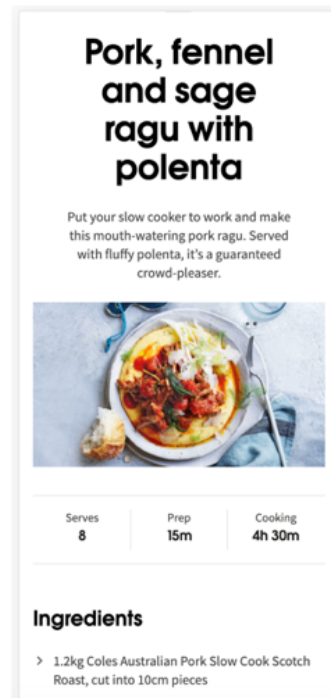 Pork, fennel
and sage
ragu with
polenta
Put your slow cooker to work and make
this mouth-watering pork ragu. Served
with fluffy polenta, it's a guaranteed
crowd-pleaser.
Serves
8
Prep
15m
Cooking
4h 30m
Ingredients
1.2kg Coles Australian Pork Slow Cook Scotch
Roast, cut into 10cm pieces